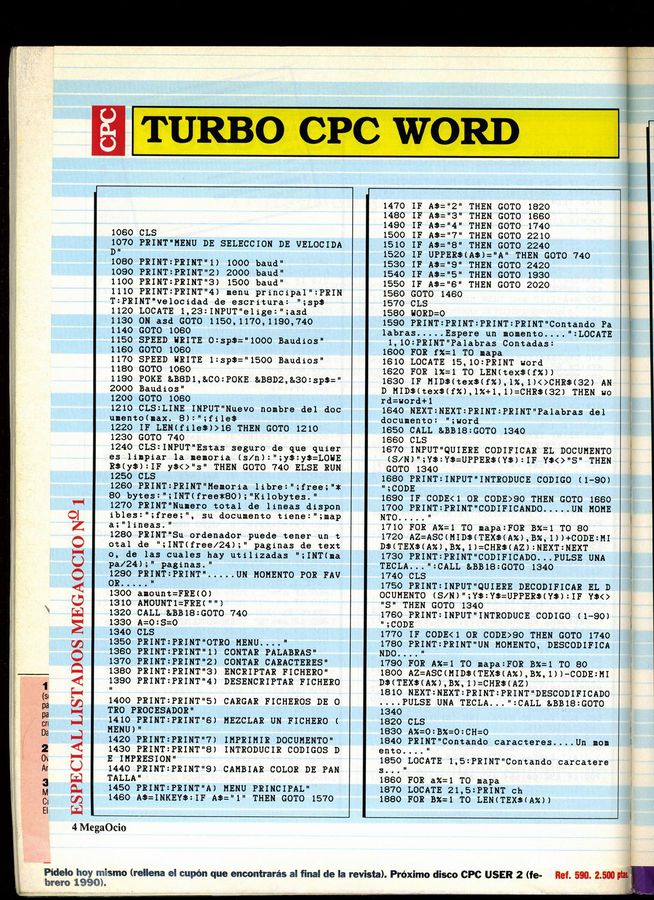 CPC
TURBO CPC WORD
1060 CLS
1070 PRINT"MENU DE SELECCION DE VELOCIDA
D"
1080 PRINT:PRINT"1) 1000 baud"
1090 PRINT:PRINT"2) 2000 baud"
1100 PRINT:PRINT"3) 1500 baud"
1110 PRINT:PRINT"4) menu principal":PRIN
T:PRINT"velocidad de escritura: ";sp$
1120 LOCATE 1,23:INPUT"elige:";asd
1130 ON asd GOTO 1150,1170,1190,740
1140 GOTO 1060
1150 SPEED WRITE 0:sp$="1000 Baudios"
1160 GOTO 1060
1170 SPEED WRITE 1:sp$="1500 Baudios"
1180 GOTO 1060
1190 POKE &B8D1,&C0:POKE &B8D2,&30:sp$="
2000 Baudios"
1200 GOTO 1060
1210 CLS:LINE INPUT"Nuevo nombre del doc
umento(max. 8):";file$
1220 IF LEN(file$)>16 THEN GOTO 1210
1230 GOTO 740
1240 CLS:INPUT"Estas seguro de que quier
es limpiar la memoria (s/n):";y$:y$=LOWE
R$(y$):IF y$<>"s" THEN GOTO 740 ELSE RUN
1250 CLS
1260 PRINT:PRINT"Memoria libre:";free;"*
80 bytes:";INT(free*80);"Kilobytes."
1270 PRINT"Numero total de lineas dispon
ibles:";free;", su documento tiene:";map
a;"lineas."
1280 PRINT"Su ordenador puede tener un t
otal de ";INT(free/24);" paginas de text
o, de las cuales hay utilizadas ";INT(ma
pa/24);" paginas."
1290 PRINT:PRINT".....UN MOMENTO POR FAV
OR....."
1300 amount=FRE(0)
1310 AMOUNT1=FRE("")
1320 CALL &BB18:GOTO 740
1330 A=0:S=0
1340 CLS
1350 PRINT:PRINT"OTRO MENU...."
1360 PRINT:PRINT"1) CONTAR PALABRAS"
1370 PRINT:PRINT"2) CONTAR CARACTERES"
1380 PRINT:PRINT"3) ENCRIPTAR FICHERO"
1390 PRINT:PRINT"4) DESENCRIPTAR FICHERO
"
1400 PRINT:PRINT"5) CARGAR FICHEROS DE O
TRO PROCESADOR"
1410 PRINT:PRINT"6) MEZCLAR UN FICHERO (
MENU)"
1420 PRINT:PRINT"7) IMPRIMIR DOCUMENTO"
1430 PRINT:PRINT"8) INTRODUCIR CODIGOS D
E IMPRESION"
1440 PRINT:PRINT"9) CAMBIAR COLOR DE PAN
TALLA"
1450 PRINT:PRINT"A) MENU PRINCIPAL"
1460 A$=INKEY$:IF A$="1" THEN GOTO 1570
1470 IF A$="2" THEN GOTO 1820
1480 IF A$="3" THEN GOTO 1660
1490 IF A$="4" THEN GOTO 1740
1500 IF A$="7" THEN GOTO 2210
1510 IF A$="8" THEN GOTO 2240
1520 IF UPPER$(A$)="A" THEN GOTO 740
1530 IF A$="9" THEN GOTO 2420
1540 IF A$="5" THEN GOTO 1930
1550 IF A$="6" THEN GOTO 2020
1560 GOTO 1460
1570 CLS
1580 WORD=0
1590 PRINT:PRINT:PRINT:PRINT"Contando Pa
labras.....Espere un momento....":LOCATE
1,10:PRINT"Palabras Contadas:
1600 FOR f%=1 TO mapa
1610 LOCATE 15,10:PRINT word
1620 FOR l%=1 TO LEN(tex$(f%))
1630 IF MID$(tex$(f%),l%,1)<>CHR$(32) AN
D MID$(tex$(f%),l%+1,1)=CHR$(32) THEN wo
rd=word+1
1640 NEXT:NEXT:PRINT:PRINT"Palabras del
documento: ";word
1650 CALL &BB18:GOTO 1340
1660 CLS
1670 INPUT"QUIERE CODIFICAR EL DOCUMENTO
(S/N)";Y$:Y$=UPPER$(Y$):IF Y$<>"S" THEN
GOTO 1340
1680 PRINT:INPUT"INTRODUCE CODIGO (1-90)
";CODE
1690 IF CODE<1 OR CODE>90 THEN GOTO 1660
1700 PRINT:PRINT"CODIFICANDO.....UN MOME
NTO....."
1710 FOR A%=1 TO mapa:FOR B%=1 TO 80
1720 AZ=ASC(MID$(TEX$(A%),B%,1))+CODE:MI
D$(TEX$(A%),B%,1)=CHR$(AZ):NEXT:NEXT
1730 PRINT:PRINT"CODIFICADO...PULSE UNA
TECLA...":CALL &BB18:GOTO 1340
1740 CLS
1750 PRINT:INPUT"QUIERE DECODIFICAR EL D
OCUMENTO (S/N)";Y$:Y$=UPPER$(Y$):IF Y$<>
"S" THEN GOTO 1340
1760 PRINT:INPUT"INTRODUCE CODIGO (1-90)
";CODE
1770 IF CODE<1 OR CODE>90 THEN GOTO 1740
1780 PRINT:PRINT"UN MOMENTO, DESCODIFICA
NDO...."
1790 FOR A%=1 TO mapa:FOR B%=1 TO 80
1800 AZ=ASC(MID$(TEX$(A%),B%,1))-CODE:MI
D$(TEX$(A%),B%,1)=CHR$(AZ)
1810 NEXT:NEXT:PRINT:PRINT"DESCODIFICADO
....PULSE UNA TECLA...":CALL &BB18:GOTO
1340
1820 CLS
1830 A%=0:B%=0:CH=0
1840 PRINT"Contando caracteres....Un mom
ento...."
1850 LOCATE 1,5:PRINT"Contando carcatere
s..."
1860 FOR a%=1 TO mapa
1870 LOCATE 21,5:PRINT ch
1880 FOR B%=1 TO LEN(TEX$(A%))
ESPECIAL LISTADOS MEGAOCIO Nº 1
4 MegaOcio
1
2
3
Pídelo hoy mismo (rellena el cupón que encontrarás al final de la revista). Próximo disco CPC USER 2 (fe-
brero 1990).
Ref. 590. 2.500 ptas.